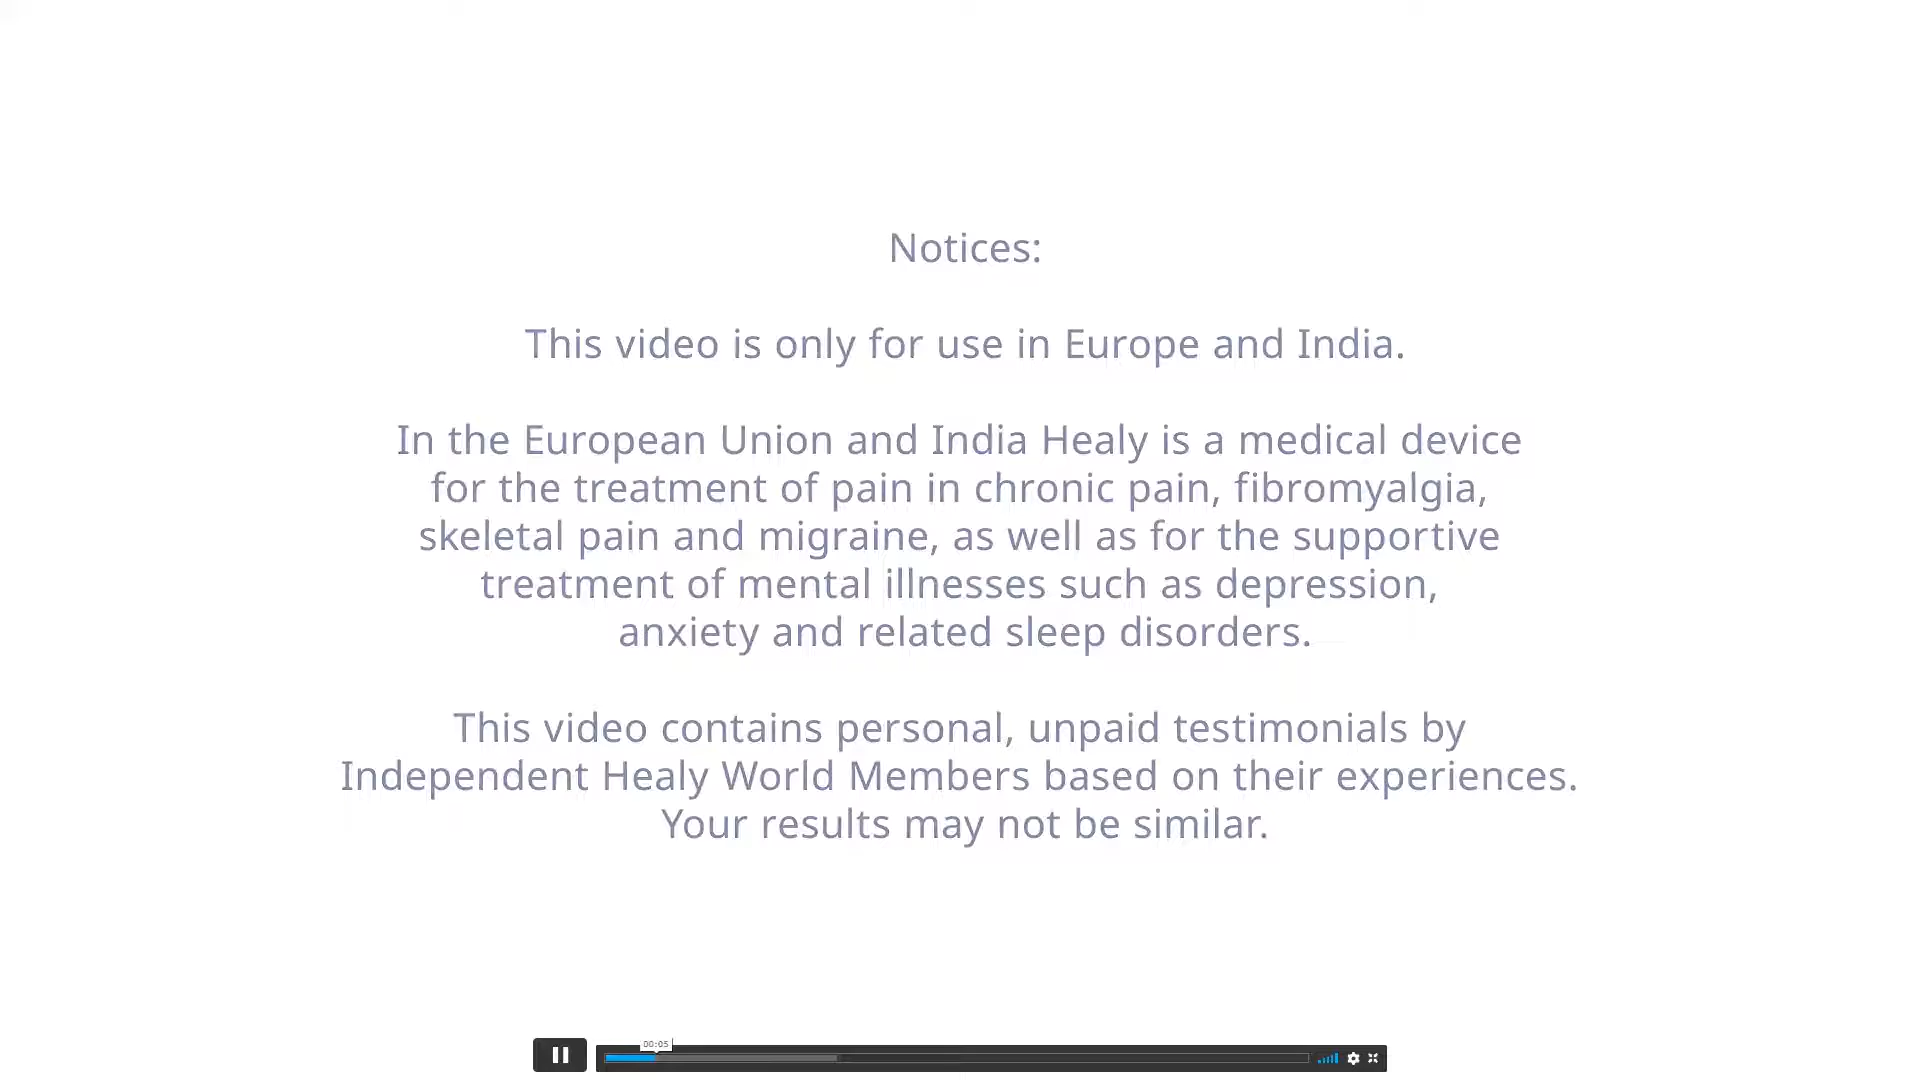 Notices:
This video is only for use in Europe and India.
In the European Union and India Healy is a medical device
for the treatment of pain in chronic pain, fibromyalgia,
skeletal pain and migraine, as well as for the supportive
treatment of mental illnesses such as depression,
anxiety and related sleep disorders.
This video contains personal, unpaid testimonials by
Independent Healy World Members based on their experiences.
Your results may not be similar.
00:05